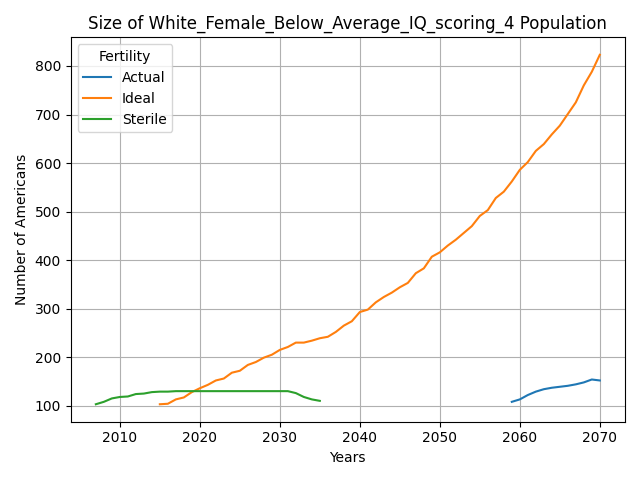 Size of White_Female_Below_Average_IQ_scoring_4 Population
Fertility
Actual
Ideal
Sterile
Number of Americans
800
700
600
500
400
300
200
100
2010 2020 2030 2040 2050 2060 2070
Years